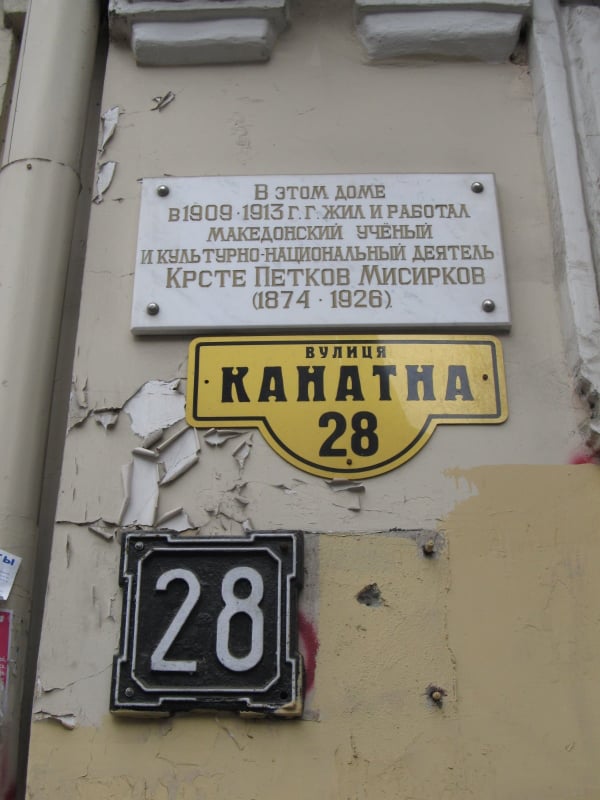 В ЭТОМ ДОМЕ
В 1909 · 1913 Г. Г. ЖИЛ И РАБОТАЛ
МАКЕДОНСКИЙ УЧЁНЫЙ
И КУЛЬТУРНО-НАЦИОНАЛЬНЫЙ ДЕЯТЕЛЬ
КРСТЕ ПЕТКОВ МИСИРКОВ
(1874 · 1926)
ВУЛИЦЯ
КАНАТНА
28
28